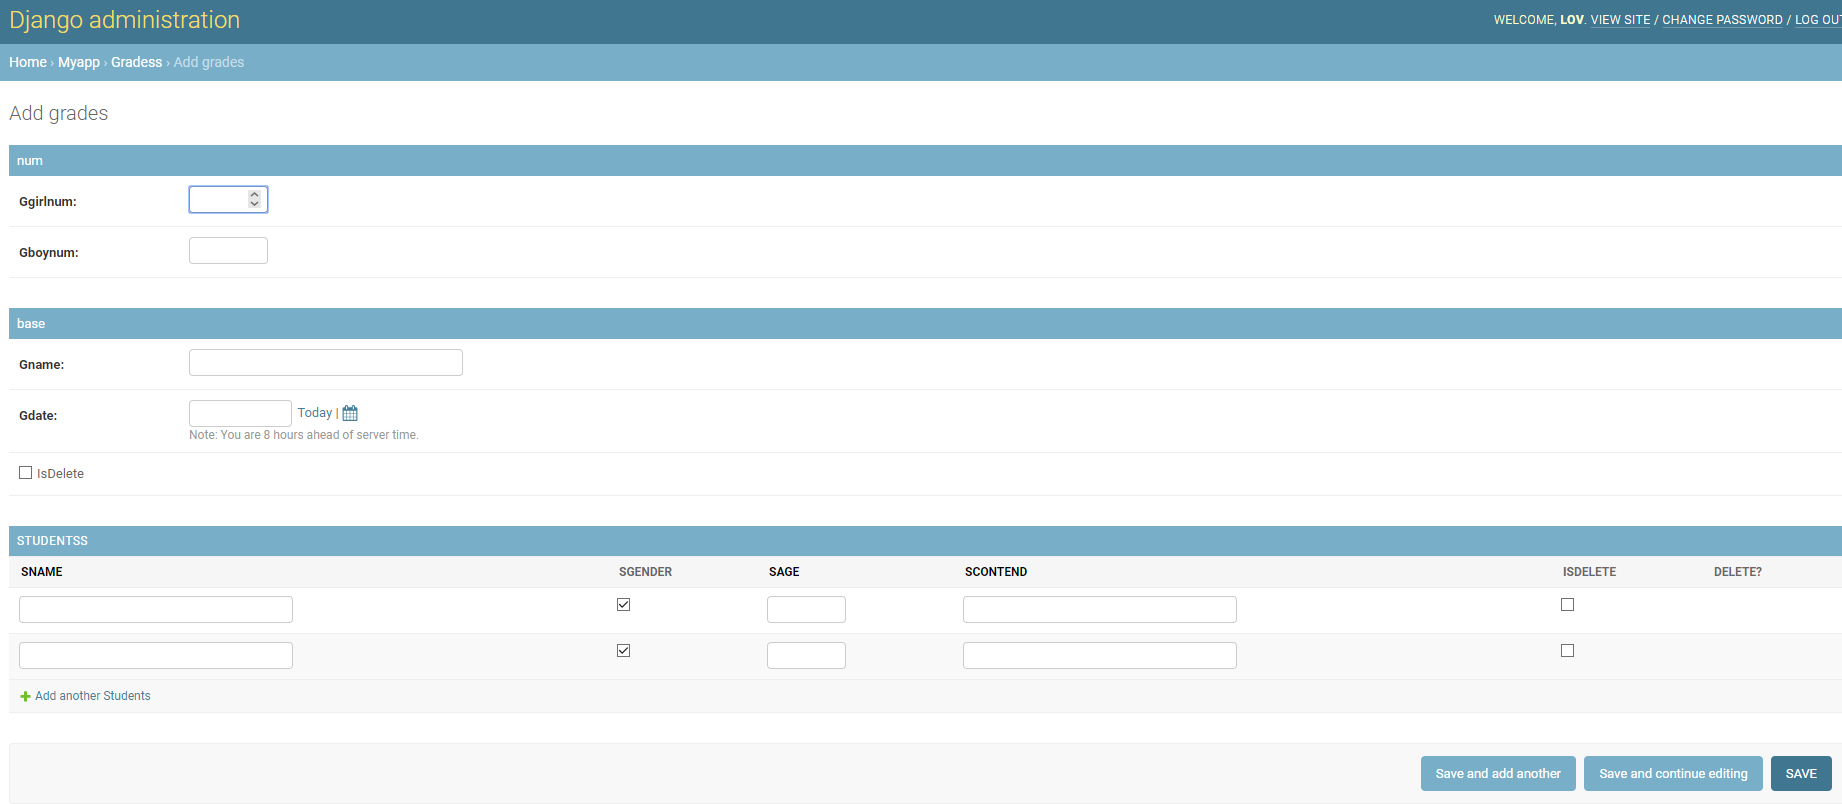 Django administration
WELCOME, LOV. VIEW SITE / CHANGE PASSWORD / LOG OUT
Home › Myapp › Gradess › Add grades
Add grades
num
Ggirlnum:
Gboynum:
base
Gname:
Gdate:
Today |
Note: You are 8 hours ahead of server time.
IsDelete
STUDENTSS
SNAME SGENDER SAGE SCONTEND ISDELETE DELETE?
Add another Students
Save and add another Save and continue editing SAVE